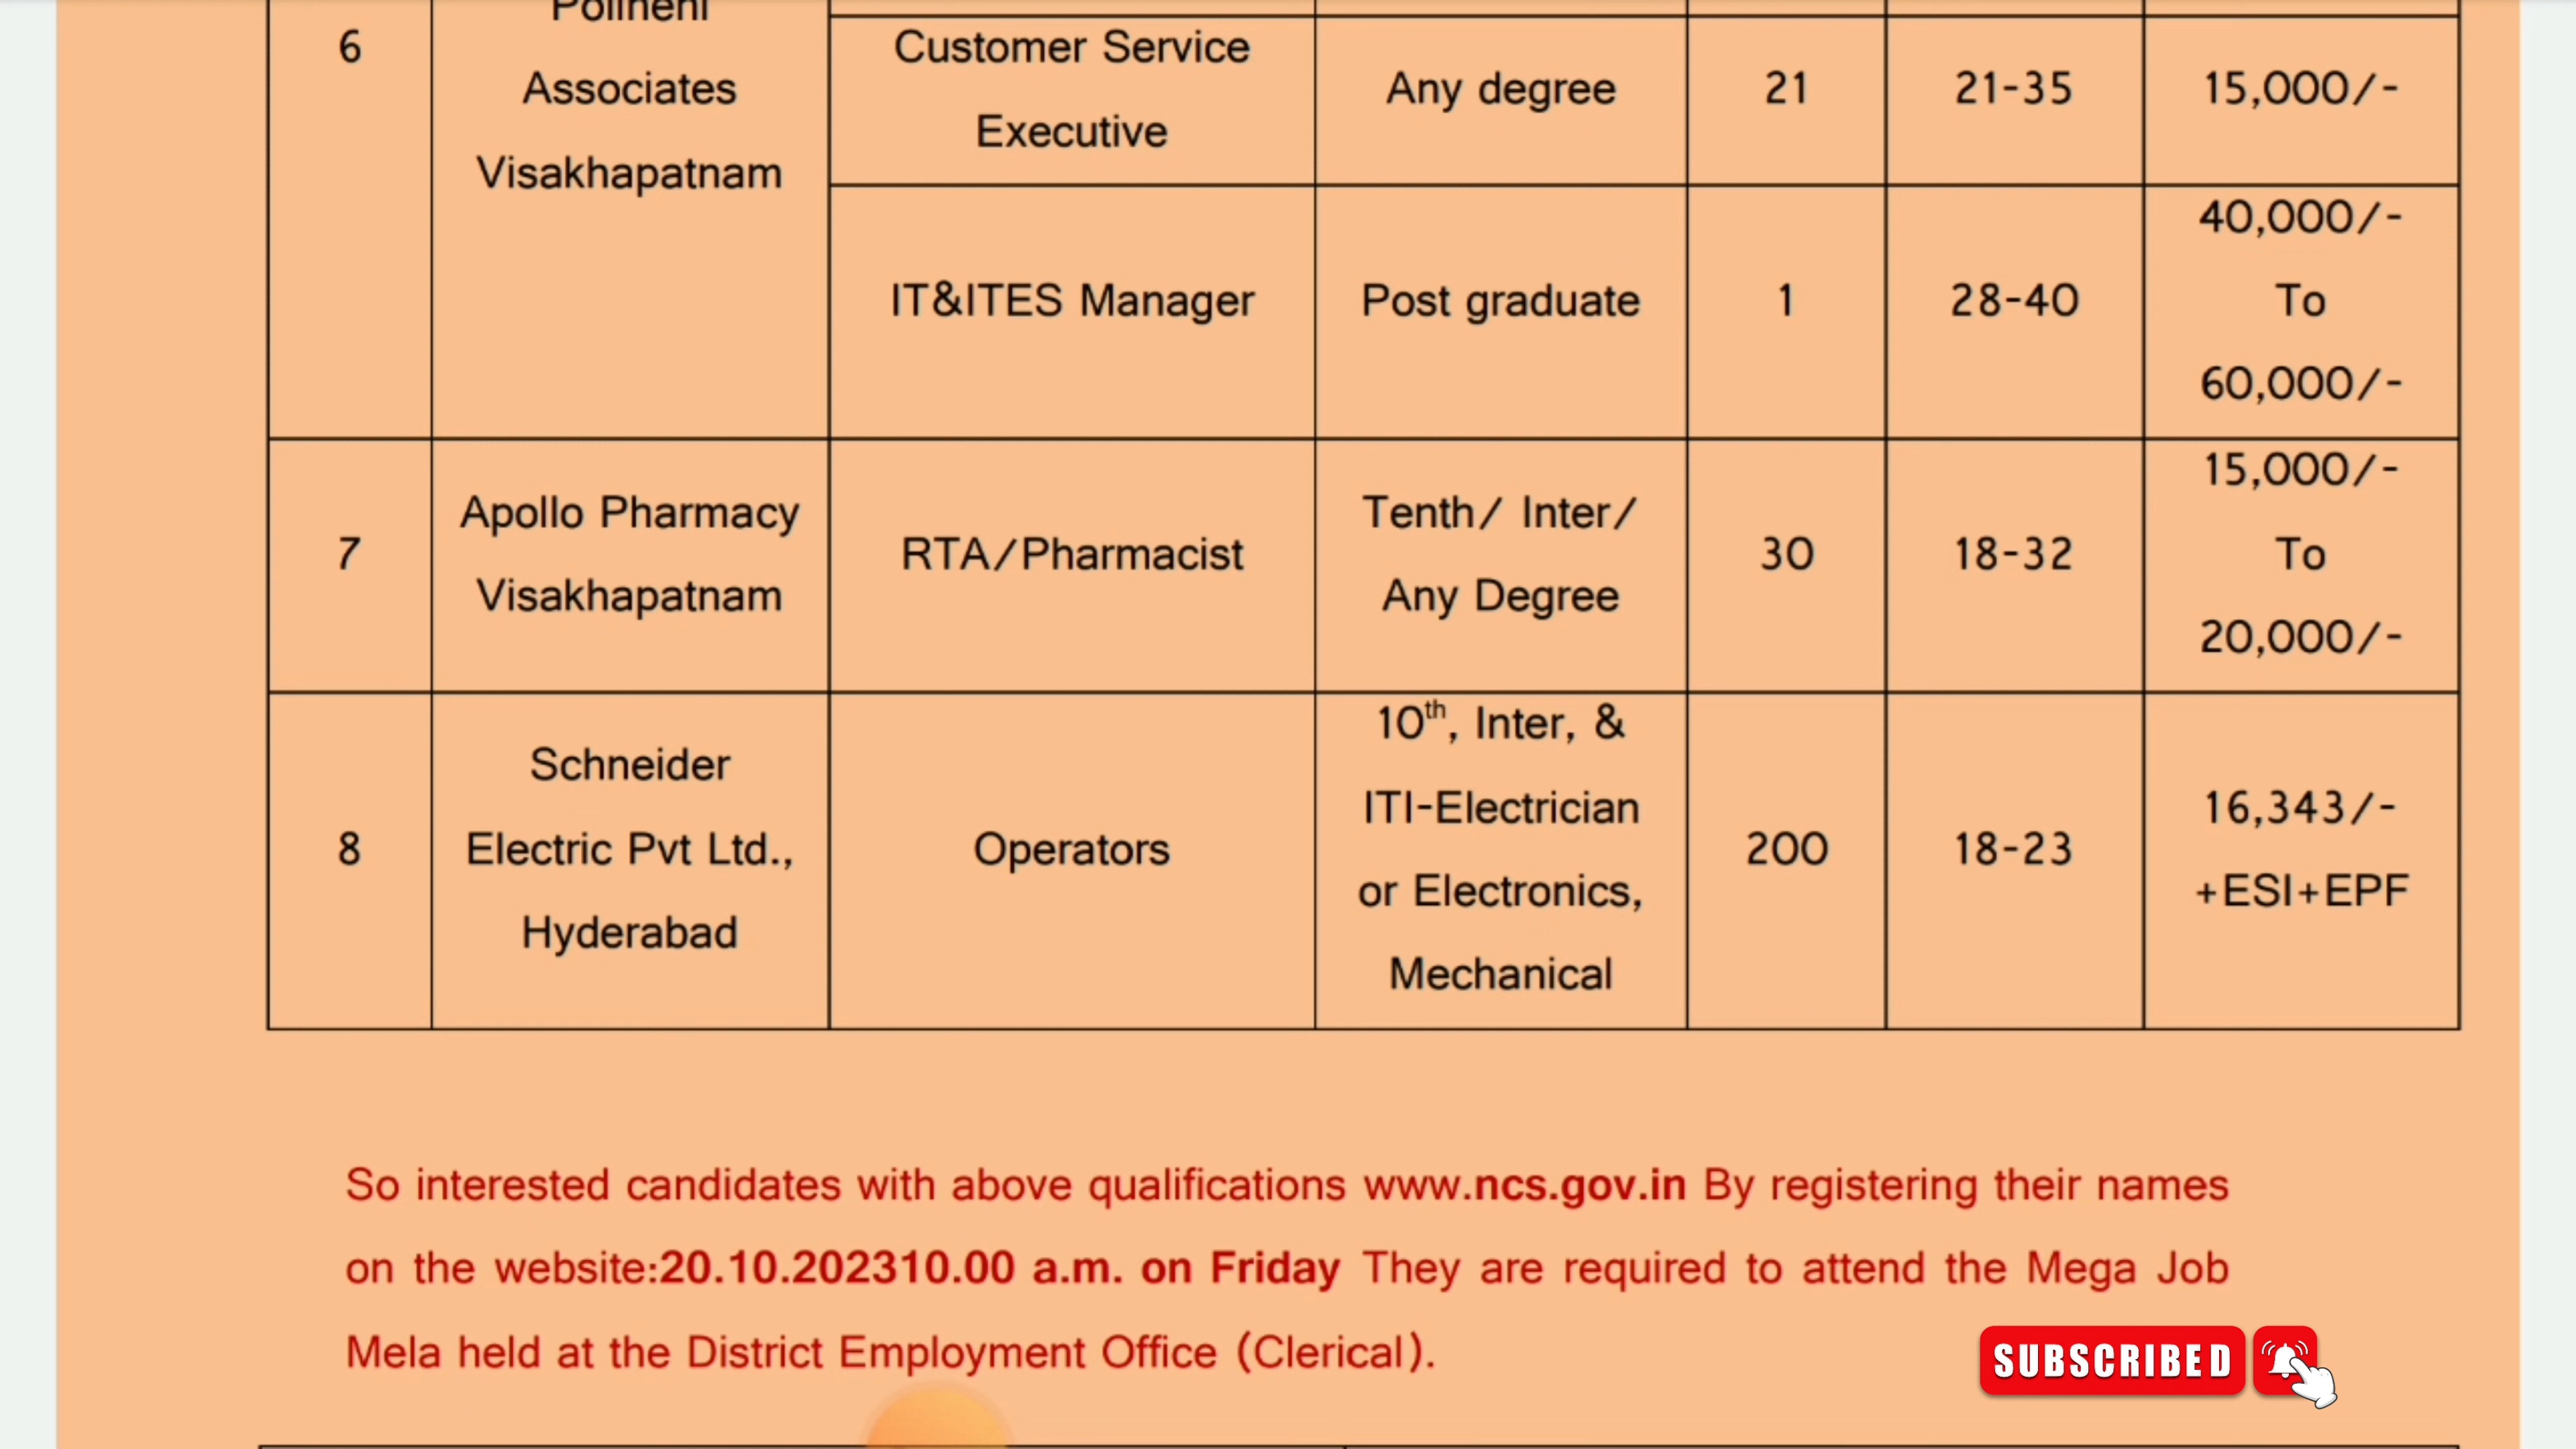 Associates
Visakhapatnam
6
Customer Service
Executive
Any degree
21
21-35
15,000/-
IT&ITES Manager
Post graduate
1
28-40
40,000/-
To
60,000/-
7
Apollo Pharmacy
Visakhapatnam
RTA/Pharmacist
Tenth/ Inter/
Any Degree
30
18-32
15,000/-
To
20,000/-
8
Schneider
Electric Pvt Ltd.,
Hyderabad
Operators
10th, Inter, &
ITI-Electrician
or Electronics,
Mechanical
200
18-23
16,343/-
+ESI+EPF
So interested candidates with above qualifications www.ncs.gov.in By registering their names
on the website:20.10.202310.00 a.m. on Friday They are required to attend the Mega Job
Mela held at the District Employment Office (Clerical).
SUBSCRIBED